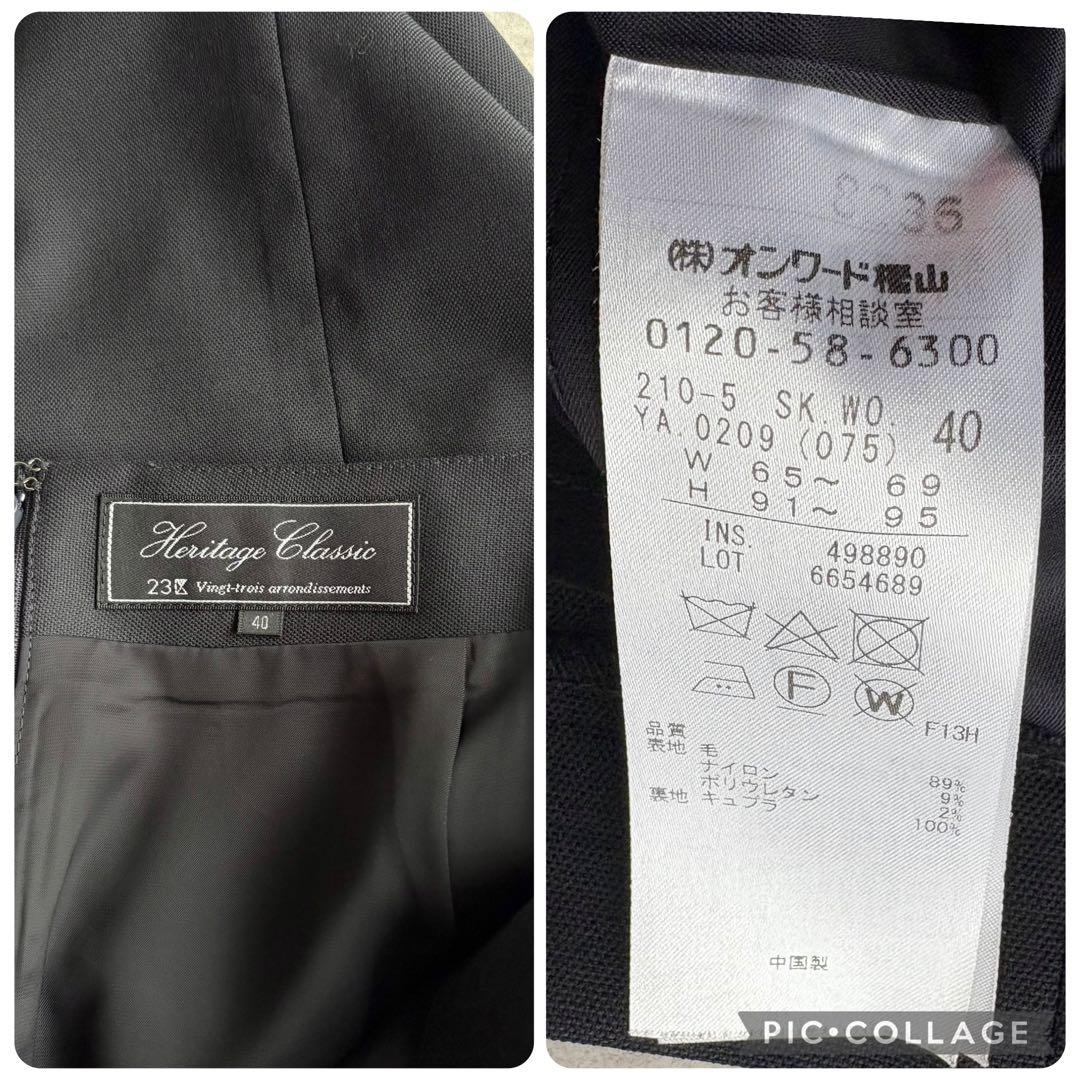 Heritage Classic
23区 Vingt-trois arrondissements
40
36
(株)オンワード樫山
お客様相談室
0120-58-6300
210-5 SK.WO.
YA.0209 (075) 40
W 65～ 69
H 91～ 95
INS. 498890
LOT 6654689
F
W
F13H
品質
表地 毛 89%
ナイロン 9%
ポリウレタン 2%
裏地 キュプラ 100%
中国製
PIC•COLLAGE